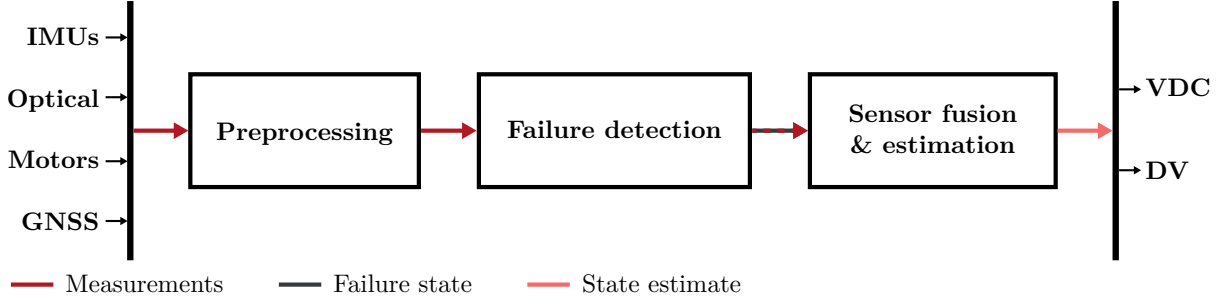 IMUs
Optical
Motors
GNSS
Preprocessing
Failure detection
Sensor fusion
& estimation
VDC
DV
Measurements
Failure state
State estimate